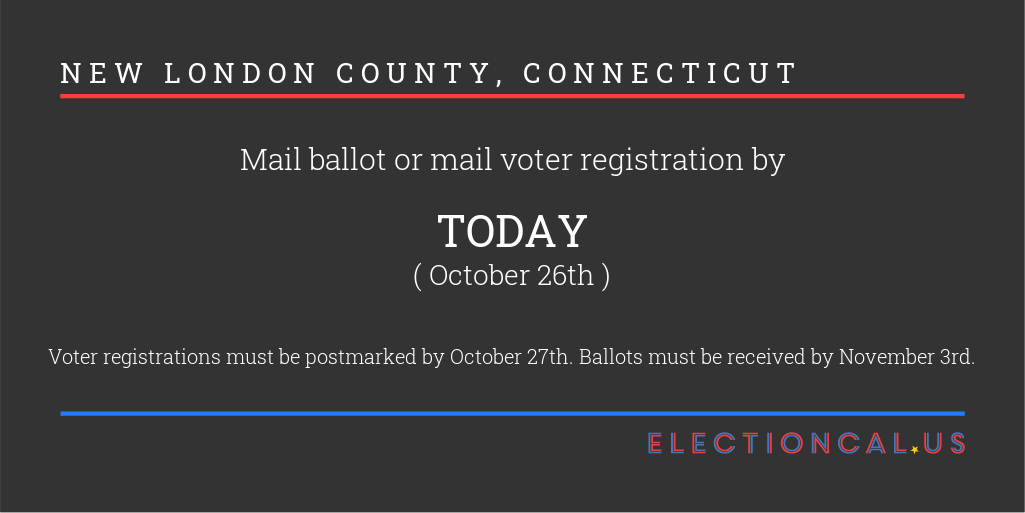 NEW LONDON COUNTY, CONNECTICUT
Mail ballot or mail voter registration by
TODAY
( October 26th )
Voter registrations must be postmarked by October 27th. Ballots must be received by November 3rd.
ELECTIONCAL.US